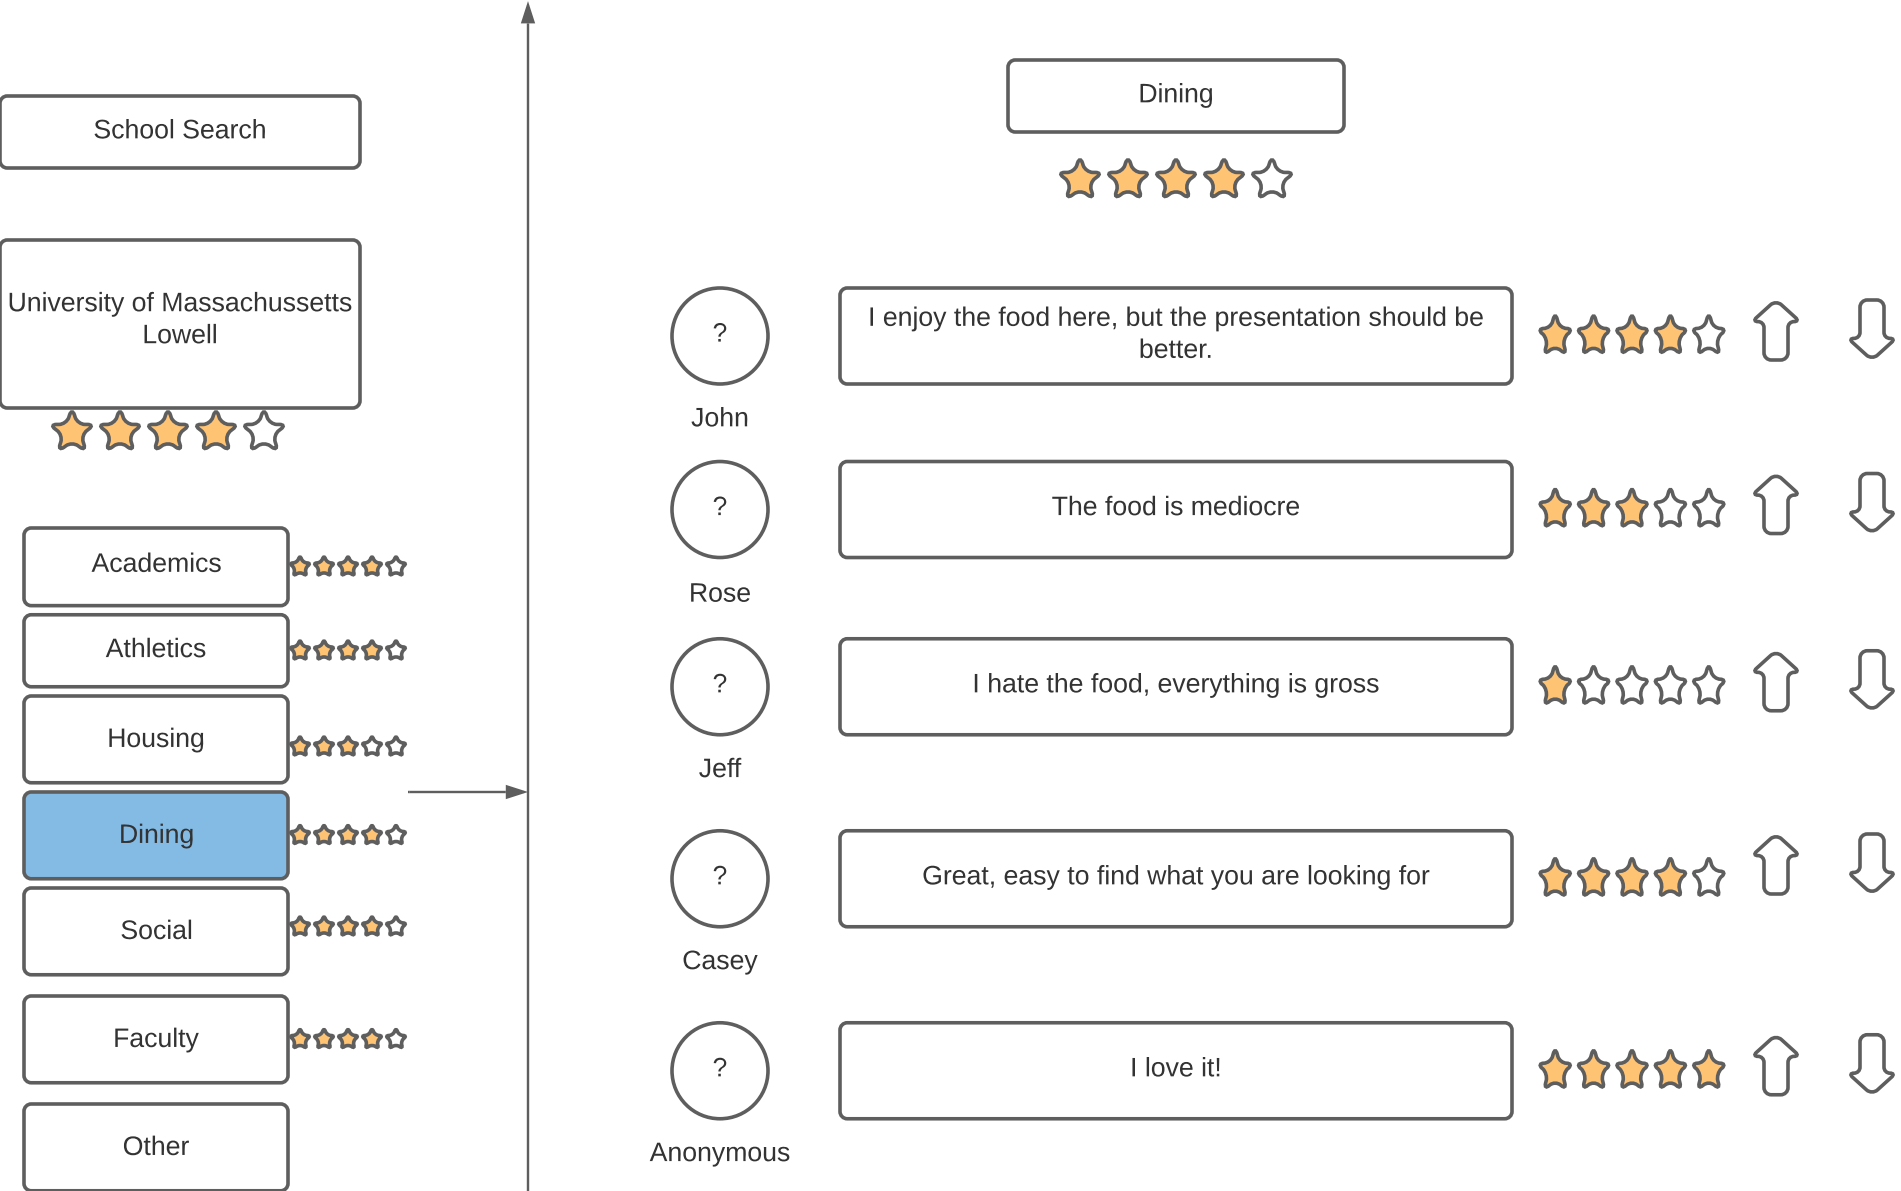 School Search
University of Massachussetts
Lowell
Academics
Athletics
Housing
Dining
Social
Faculty
Other
Dining
?
I enjoy the food here, but the presentation should be
better.
John
?
The food is mediocre
Rose
?
I hate the food, everything is gross
Jeff
?
Great, easy to find what you are looking for
Casey
?
I love it!
Anonymous